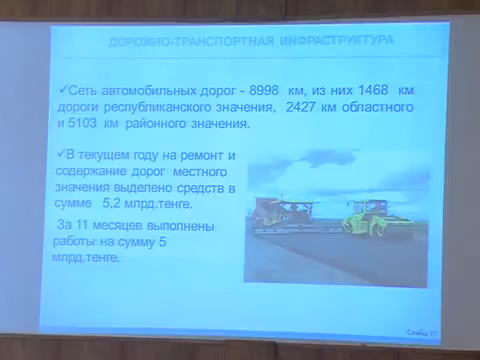 ДОРОЖНО-ТРАНСПОРТНАЯ ИНФРАСТРУКТУРА
✓Сеть автомобильных дорог - 8998 км, из них 1468 км
дороги республиканского значения, 2427 км областного
и 5103 км районного значения.
✓В текущем году на ремонт и
содержание дорог местного
значения выделено средств в
сумме 5,2 млрд.тенге.
За 11 месяцев выполнены
работы на сумму 5
млрд.тенге.
Слайд